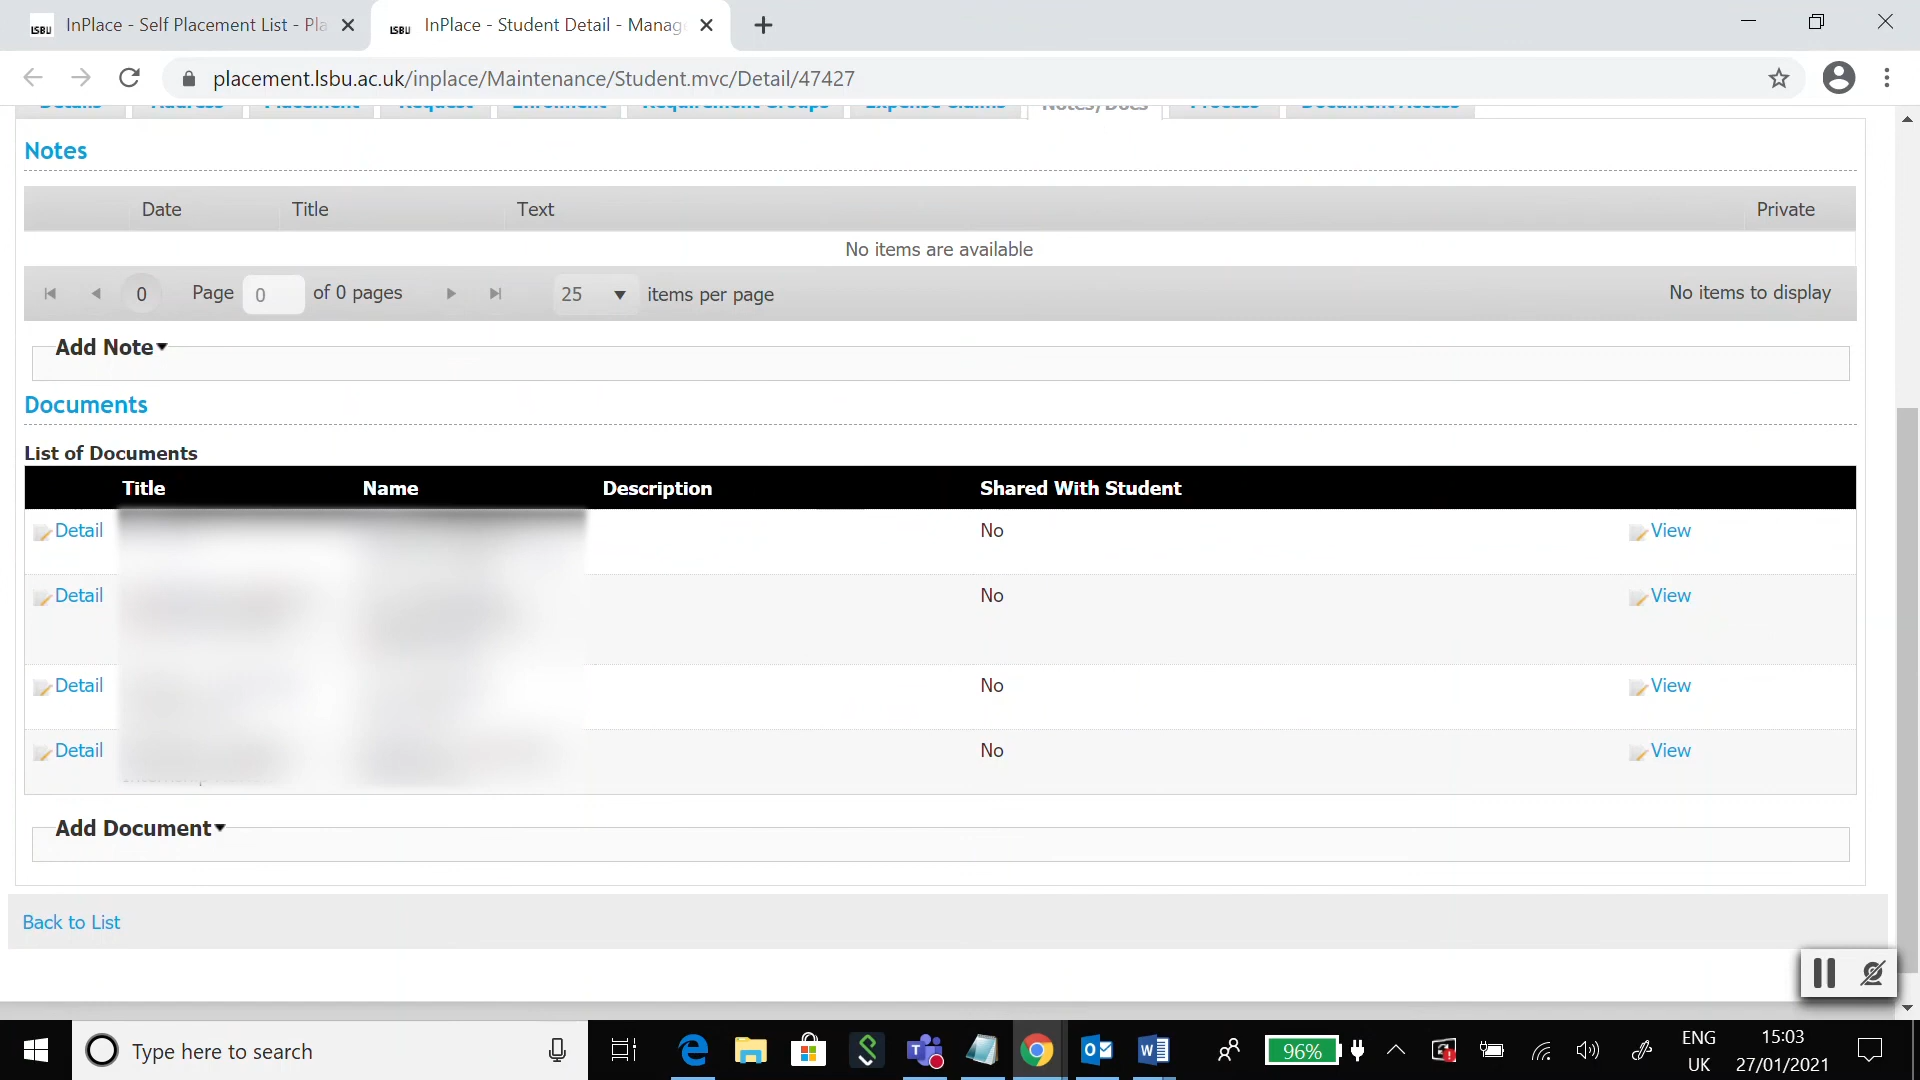 LSBU InPlace - Self Placement List - Pla
LSBU InPlace - Student Detail - Manag
placement.lsbu.ac.uk/inplace/Maintenance/Student.mvc/Detail/47427
Details Address Placement Request Enrolment Requirement Groups Expense Claims Notes/Docs Process Document Access
Notes
Date Title Text Private
No items are available
0 Page 0 of 0 pages 25 items per page No items to display
Add Note
Documents
List of Documents
Title Name Description Shared With Student
Detail No View
Detail No View
Detail No View
Detail No View
Add Document
Back to List
Type here to search
96%
ENG
UK
15:03
27/01/2021